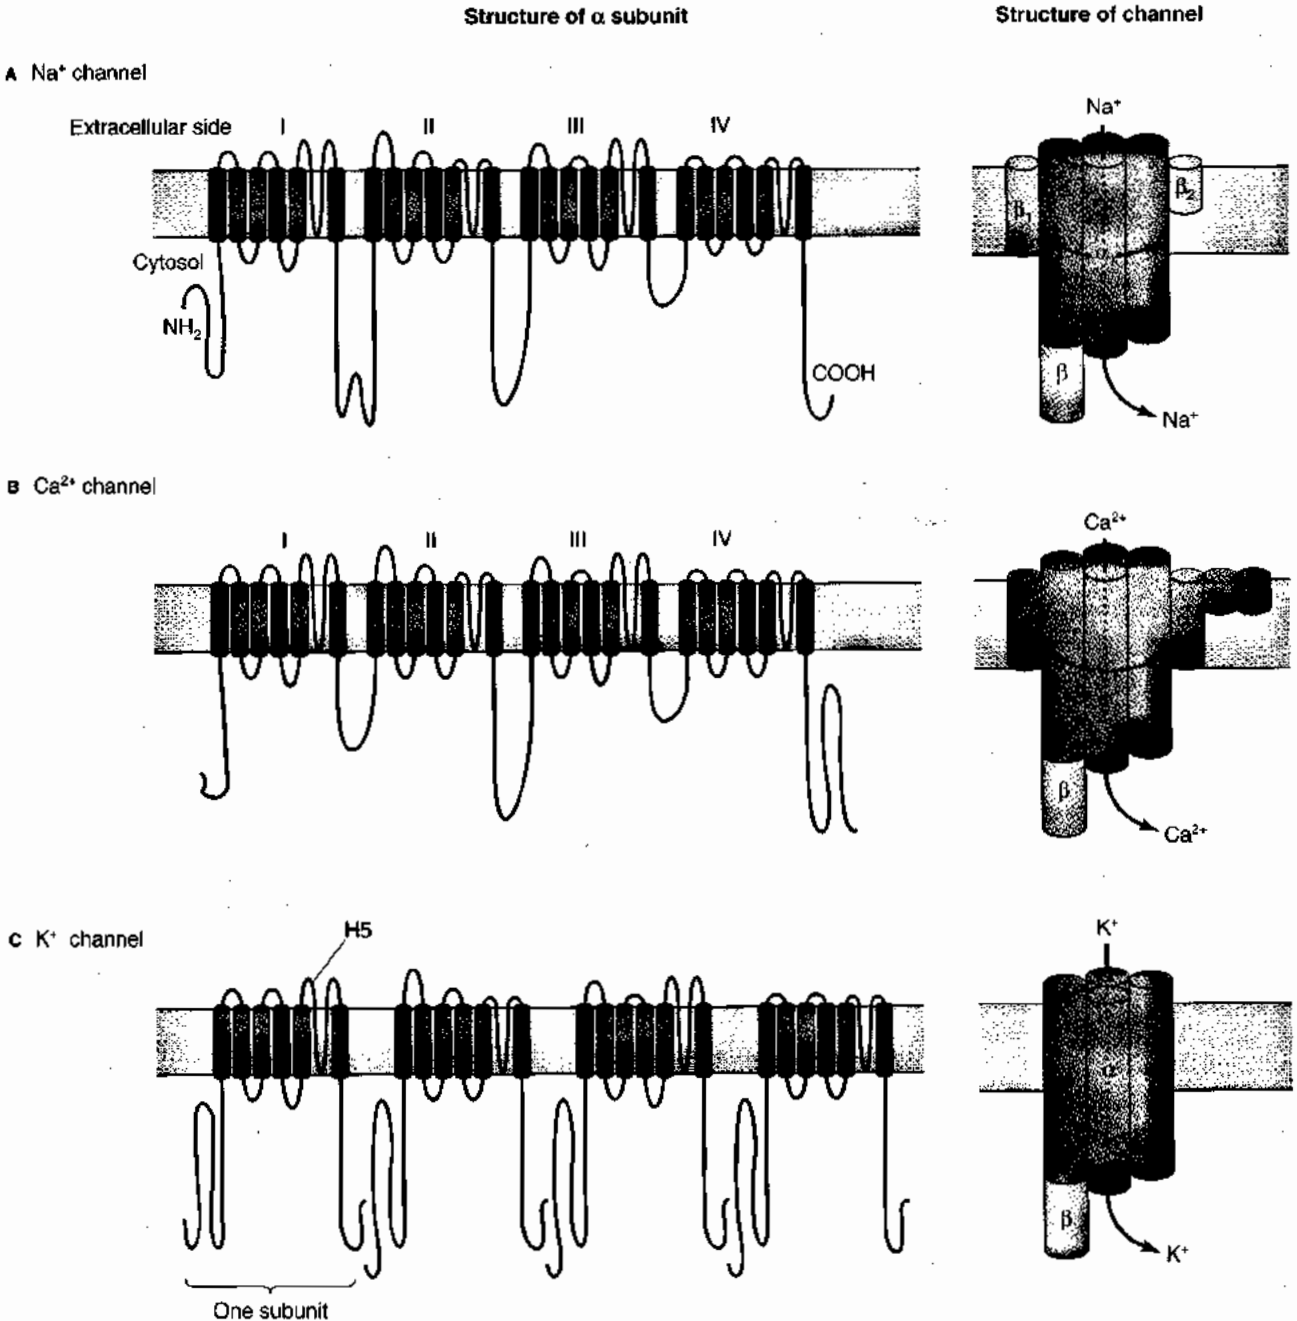 Structure of α subunit
Structure of channel
A Na⁺ channel
Extracellular side
I
II
III
IV
Cytosol
NH₂
COOH
Na⁺
β₁
β₂
β
Na⁺
B Ca²⁺ channel
I
II
III
IV
Ca²⁺
β
Ca²⁺
C K⁺ channel
H5
One subunit
K⁺
α
β
K⁺